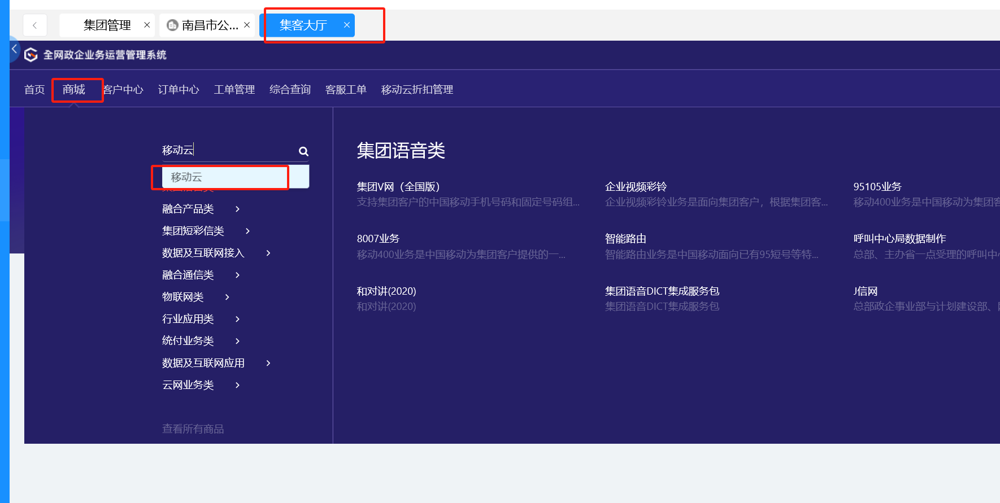 集团管理 × 南昌市公... × 集客大厅 ×
全网政企业务运营管理系统
首页 商城 客户中心 订单中心 工单管理 综合查询 客服工单 移动云折扣管理
移动云
移动云
融合产品类
集团短彩信类
数据及互联网接入
融合通信类
物联网类
行业应用类
统付业务类
数据及互联网应用
云网业务类
查看所有商品
集团语音类
集团V网（全国版）
支持集团客户的中国移动手机号码和固定号码组...
企业视频彩铃
企业视频彩铃业务是面向集团客户，根据集团客...
95105业务
移动400业务是中国移动为集团客
8007业务
移动400业务是中国移动为集团客户提供的一...
智能路由
智能路由业务是中国移动面向已有95短号等特...
呼叫中心局数据制作
总部、主办省一点受理的呼叫中
和对讲(2020)
和对讲(2020)
集团语音DICT集成服务包
集团语音DICT集成服务包
J信网
总部政企事业部与计划建设部、